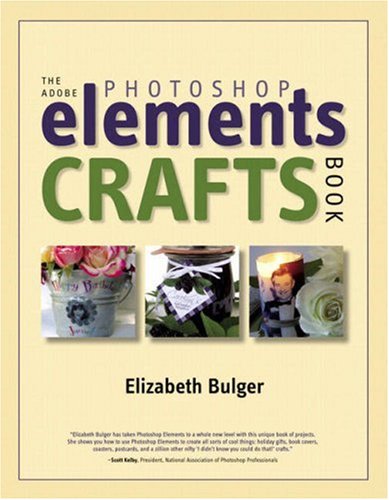 THE
ADOBE
PHOTOSHOP
elements
CRAFTS
BOOK
Elizabeth Bulger
"Elizabeth Bulger has taken Photoshop Elements to a whole new level with this unique book of projects.
She shows you how to use Photoshop Elements to create all sorts of cool things: holiday gifts, book covers,
coasters, postcards, and a zillion other nifty 'I didn't know you could do that!' crafts."
–Scott Kelby, President, National Association of Photoshop Professionals